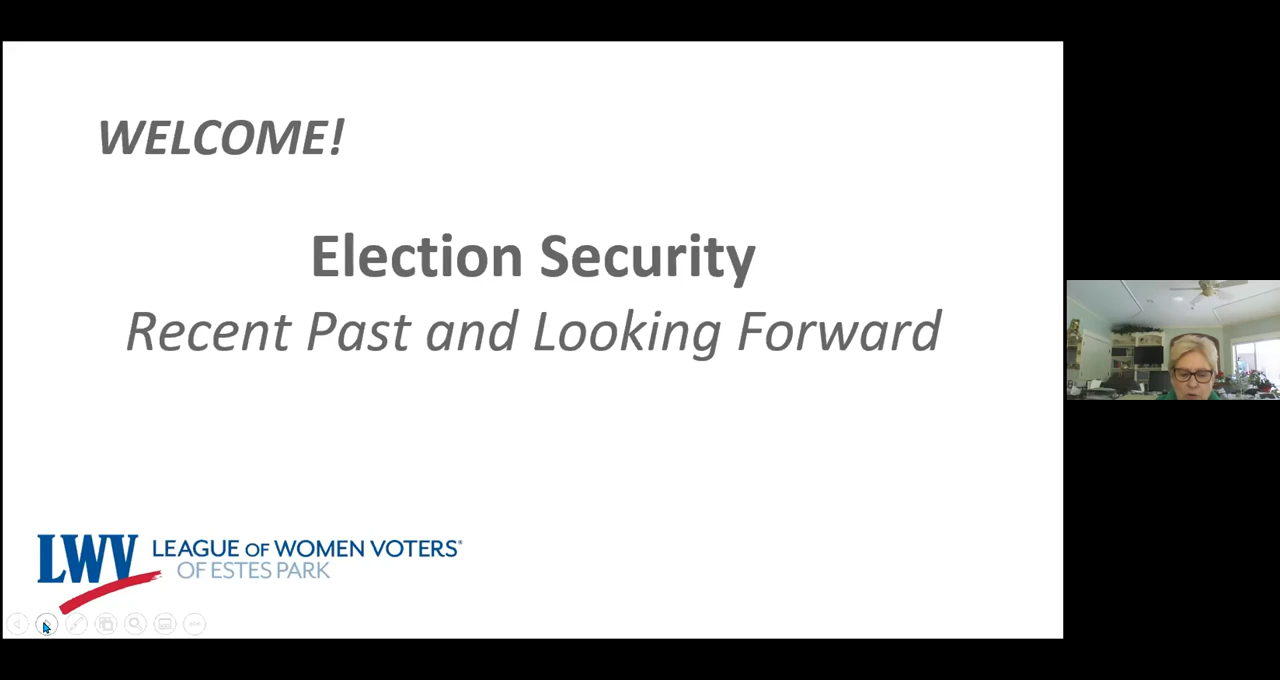 WELCOME!
Election Security
Recent Past and Looking Forward
LWV LEAGUE OF WOMEN VOTERS®
OF ESTES PARK